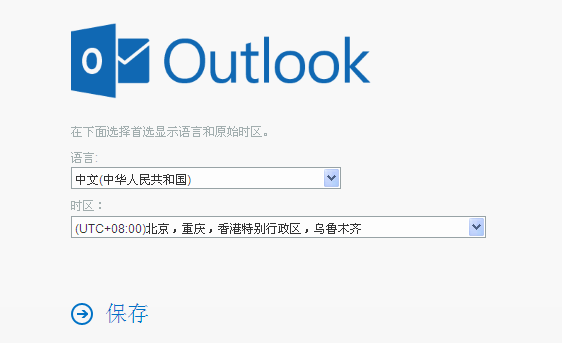 Outlook
在下面选择首选显示语言和原始时区。
语言:
中文(中华人民共和国)
时区：
(UTC+08:00)北京，重庆，香港特别行政区，乌鲁木齐
保存